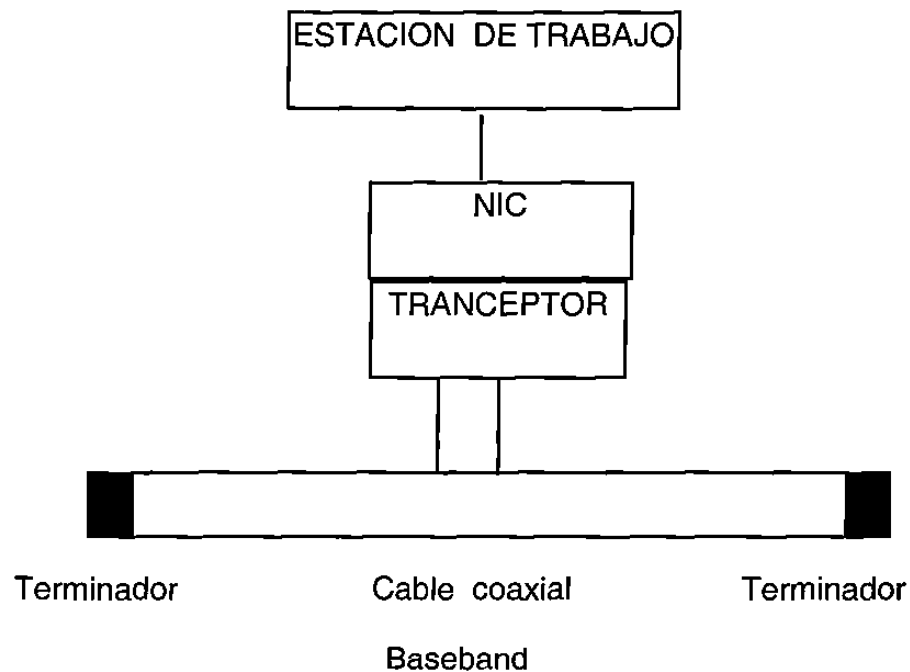 ESTACION DE TRABAJO
NIC
TRANCEPTOR
Terminador Cable coaxial Terminador
Baseband